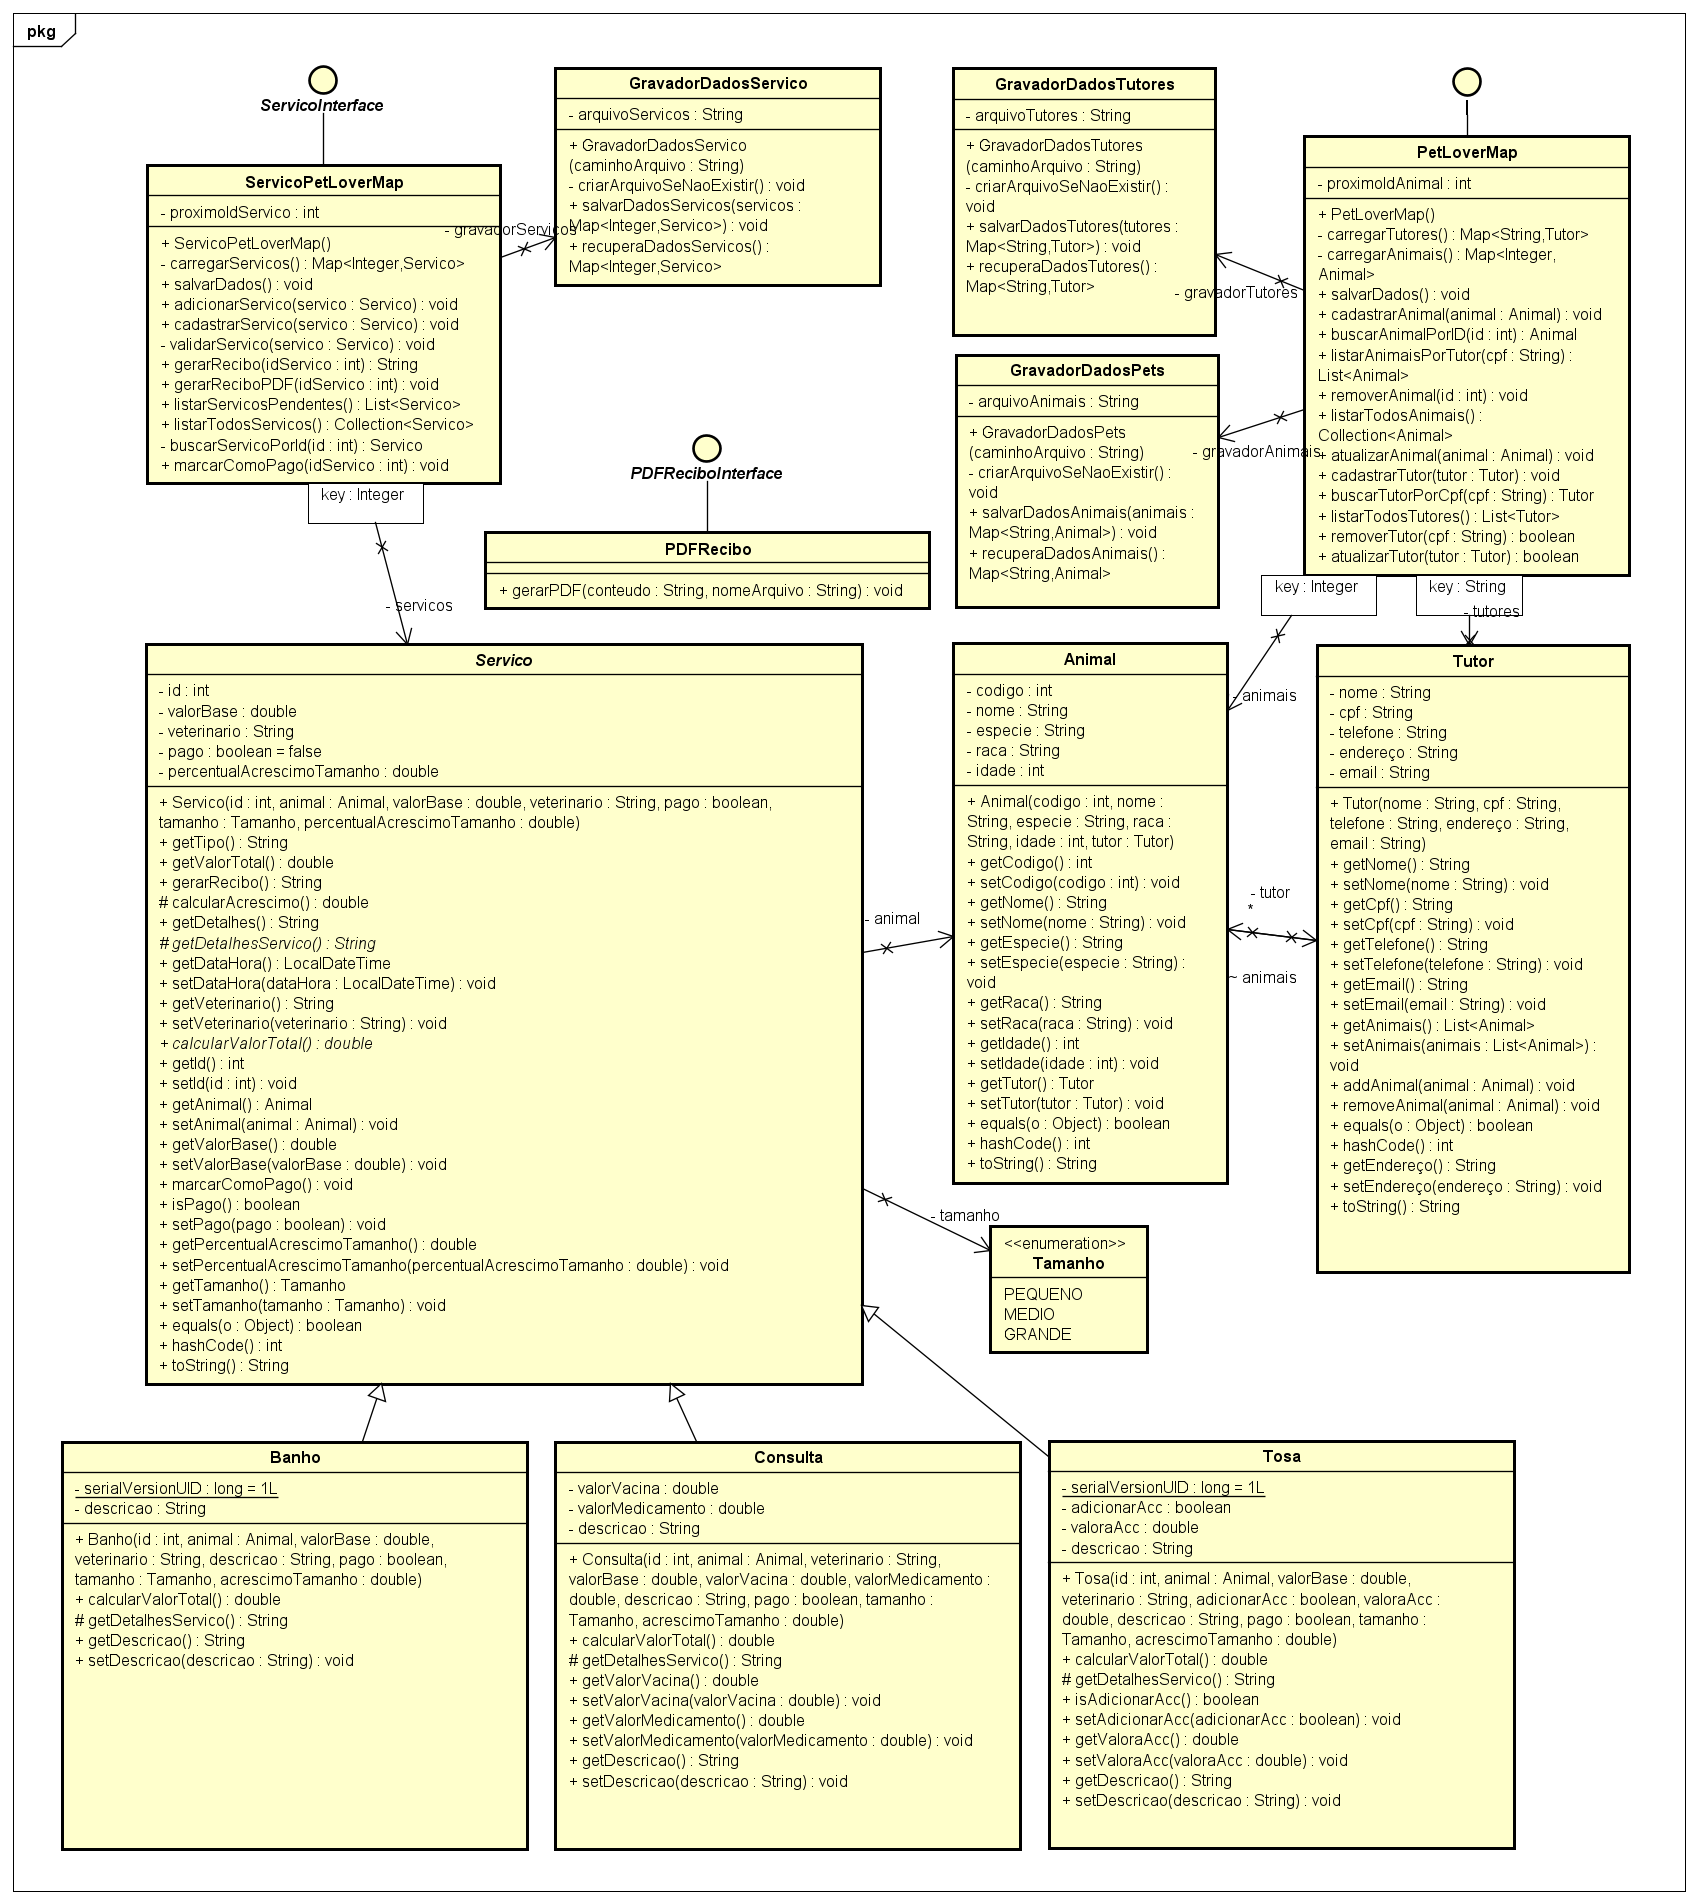 pkg
ServicoInterface
ServicoPetLoverMap
- proximoIdServico : int
+ ServicoPetLoverMap()
- carregarServicos() : Map<Integer,Servico>
+ salvarDados() : void
+ adicionarServico(servico : Servico) : void
+ cadastrarServico(servico : Servico) : void
- validarServico(servico : Servico) : void
+ gerarRecibo(idServico : int) : String
+ gerarReciboPDF(idServico : int) : void
+ listarServicosPendentes() : List<Servico>
+ listarTodosServicos() : Collection<Servico>
- buscarServicoPorId(id : int) : Servico
+ marcarComoPago(idServico : int) : void
key : Integer
- servicos
- gravadorServicos
GravadorDadosServico
- arquivoServicos : String
+ GravadorDadosServico
(caminhoArquivo : String)
- criarArquivoSeNaoExistir() : void
+ salvarDadosServicos(servicos :
Map<Integer,Servico>) : void
+ recuperaDadosServicos() :
Map<Integer,Servico>
GravadorDadosTutores
- arquivoTutores : String
+ GravadorDadosTutores
(caminhoArquivo : String)
- criarArquivoSeNaoExistir() :
void
+ salvarDadosTutores(tutores :
Map<String,Tutor>) : void
+ recuperaDadosTutores() :
Map<String,Tutor>
- gravadorTutores
I
PetLoverMap
- proximoIdAnimal : int
+ PetLoverMap()
- carregarTutores() : Map<String,Tutor>
- carregarAnimais() : Map<Integer,
Animal>
+ salvarDados() : void
+ cadastrarAnimal(animal : Animal) : void
+ buscarAnimalPorID(id : int) : Animal
+ listarAnimaisPorTutor(cpf : String) :
List<Animal>
+ removerAnimal(id : int) : void
+ listarTodosAnimais() :
Collection<Animal>
+ atualizarAnimal(animal : Animal) : void
+ cadastrarTutor(tutor : Tutor) : void
+ buscarTutorPorCpf(cpf : String) : Tutor
+ listarTodosTutores() : List<Tutor>
+ removerTutor(cpf : String) : boolean
+ atualizarTutor(tutor : Tutor) : boolean
key : Integer
key : String
- tutores
- animais
GravadorDadosPets
- arquivoAnimais : String
+ GravadorDadosPets
(caminhoArquivo : String)
- criarArquivoSeNaoExistir() :
void
+ salvarDadosAnimais(animais :
Map<String,Animal>) : void
+ recuperaDadosAnimais() :
Map<String,Animal>
- gravadorAnimais
PDFReciboInterface
PDFRecibo
+ gerarPDF(conteudo : String, nomeArquivo : String) : void
Servico
- id : int
- valorBase : double
- veterinario : String
- pago : boolean = false
- percentualAcrescimoTamanho : double
+ Servico(id : int, animal : Animal, valorBase : double, veterinario : String, pago : boolean,
tamanho : Tamanho, percentualAcrescimoTamanho : double)
+ getTipo() : String
+ getValorTotal() : double
+ gerarRecibo() : String
# calcularAcrescimo() : double
+ getDetalhes() : String
# getDetalhesServico() : String
+ getDataHora() : LocalDateTime
+ setDataHora(dataHora : LocalDateTime) : void
+ getVeterinario() : String
+ setVeterinario(veterinario : String) : void
+ calcularValorTotal() : double
+ getId() : int
+ setId(id : int) : void
+ getAnimal() : Animal
+ setAnimal(animal : Animal) : void
+ getValorBase() : double
+ setValorBase(valorBase : double) : void
+ marcarComoPago() : void
+ isPago() : boolean
+ setPago(pago : boolean) : void
+ getPercentualAcrescimoTamanho() : double
+ setPercentualAcrescimoTamanho(percentualAcrescimoTamanho : double) : void
+ getTamanho() : Tamanho
+ setTamanho(tamanho : Tamanho) : void
+ equals(o : Object) : boolean
+ hashCode() : int
+ toString() : String
- animal
- tamanho
Animal
- codigo : int
- nome : String
- especie : String
- raca : String
- idade : int
+ Animal(codigo : int, nome :
String, especie : String, raca :
String, idade : int, tutor : Tutor)
+ getCodigo() : int
+ setCodigo(codigo : int) : void
+ getNome() : String
+ setNome(nome : String) : void
+ getEspecie() : String
+ setEspecie(especie : String) :
void
+ getRaca() : String
+ setRaca(raca : String) : void
+ getIdade() : int
+ setIdade(idade : int) : void
+ getTutor() : Tutor
+ setTutor(tutor : Tutor) : void
+ equals(o : Object) : boolean
+ hashCode() : int
+ toString() : String
- tutor
*
~ animais
Tutor
- nome : String
- cpf : String
- telefone : String
- endereço : String
- email : String
+ Tutor(nome : String, cpf : String,
telefone : String, endereço : String,
email : String)
+ getNome() : String
+ setNome(nome : String) : void
+ getCpf() : String
+ setCpf(cpf : String) : void
+ getTelefone() : String
+ setTelefone(telefone : String) : void
+ getEmail() : String
+ setEmail(email : String) : void
+ getAnimais() : List<Animal>
+ setAnimais(animais : List<Animal>) :
void
+ addAnimal(animal : Animal) : void
+ removeAnimal(animal : Animal) : void
+ equals(o : Object) : boolean
+ hashCode() : int
+ getEndereço() : String
+ setEndereço(endereço : String) : void
+ toString() : String
<<enumeration>>
Tamanho
PEQUENO
MEDIO
GRANDE
Banho
- serialVersionUID : long = 1L
- descricao : String
+ Banho(id : int, animal : Animal, valorBase : double,
veterinario : String, descricao : String, pago : boolean,
tamanho : Tamanho, acrescimoTamanho : double)
+ calcularValorTotal() : double
# getDetalhesServico() : String
+ getDescricao() : String
+ setDescricao(descricao : String) : void
Consulta
- valorVacina : double
- valorMedicamento : double
- descricao : String
+ Consulta(id : int, animal : Animal, veterinario : String,
valorBase : double, valorVacina : double, valorMedicamento :
double, descricao : String, pago : boolean, tamanho :
Tamanho, acrescimoTamanho : double)
+ calcularValorTotal() : double
# getDetalhesServico() : String
+ getValorVacina() : double
+ setValorVacina(valorVacina : double) : void
+ getValorMedicamento() : double
+ setValorMedicamento(valorMedicamento : double) : void
+ getDescricao() : String
+ setDescricao(descricao : String) : void
Tosa
- serialVersionUID : long = 1L
- adicionarAcc : boolean
- valoraAcc : double
- descricao : String
+ Tosa(id : int, animal : Animal, valorBase : double,
veterinario : String, adicionarAcc : boolean, valoraAcc :
double, descricao : String, pago : boolean, tamanho :
Tamanho, acrescimoTamanho : double)
+ calcularValorTotal() : double
# getDetalhesServico() : String
+ isAdicionarAcc() : boolean
+ setAdicionarAcc(adicionarAcc : boolean) : void
+ getValoraAcc() : double
+ setValoraAcc(valoraAcc : double) : void
+ getDescricao() : String
+ setDescricao(descricao : String) : void